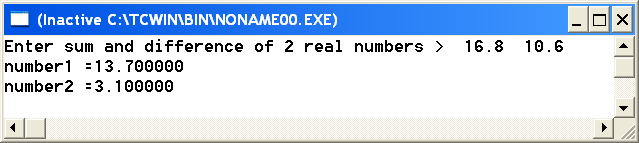 (Inactive C:\TCWIN\BIN\NONAME00.EXE)
Enter sum and difference of 2 real numbers >  16.8  10.6
number1 =13.700000
number2 =3.100000